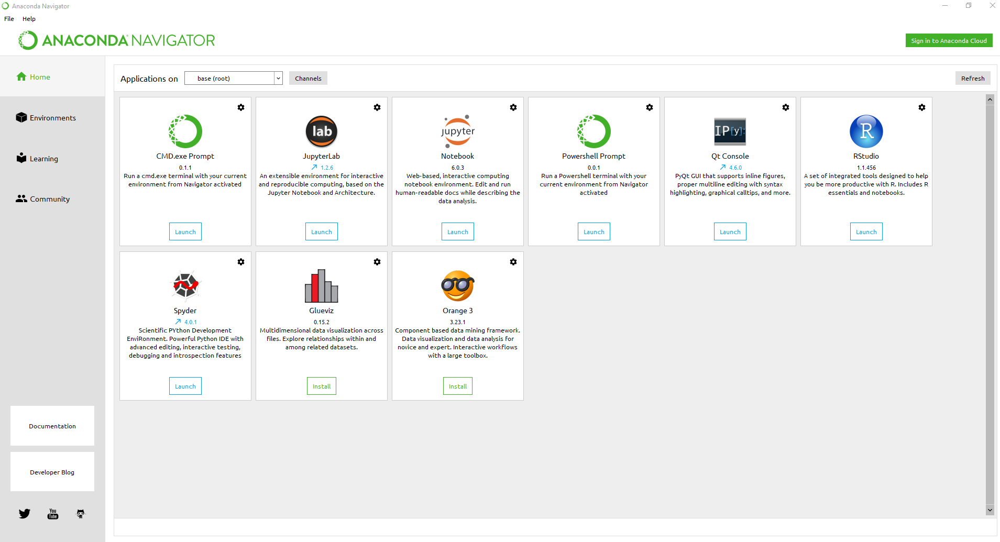 Anaconda Navigator
File Help
ANACONDA NAVIGATOR
Sign in to Anaconda Cloud
Home
Environments
Learning
Community
Documentation
Developer Blog
You
Tube
Applications on
base (root)
Channels
Refresh
CMD.exe Prompt
0.1.1
Run a cmd.exe terminal with your current
environment from Navigator activated
Launch
lab
JupyterLab
1.2.6
An extensible environment for interactive
and reproducible computing, based on the
Jupyter Notebook and Architecture.
Launch
jupyter
Notebook
6.0.3
Web-based, interactive computing
notebook environment. Edit and run
human-readable docs while describing the
data analysis.
Launch
Powershell Prompt
0.0.1
Run a Powershell terminal with your
current environment from Navigator
activated
Launch
IP[y]:
Qt Console
4.6.0
PyQt GUI that supports inline figures,
proper multiline editing with syntax
highlighting, graphical calltips, and more.
Launch
R
RStudio
1.1.456
A set of integrated tools designed to help
you be more productive with R. Includes R
essentials and notebooks.
Launch
Spyder
4.0.1
Scientific PYthon Development
EnviRonment. Powerful Python IDE with
advanced editing, interactive testing,
debugging and introspection features
Launch
Glueviz
0.15.2
Multidimensional data visualization across
files. Explore relationships within and
among related datasets.
Install
Orange 3
3.23.1
Component based data mining framework.
Data visualization and data analysis for
novice and expert. Interactive workflows
with a large toolbox.
Install